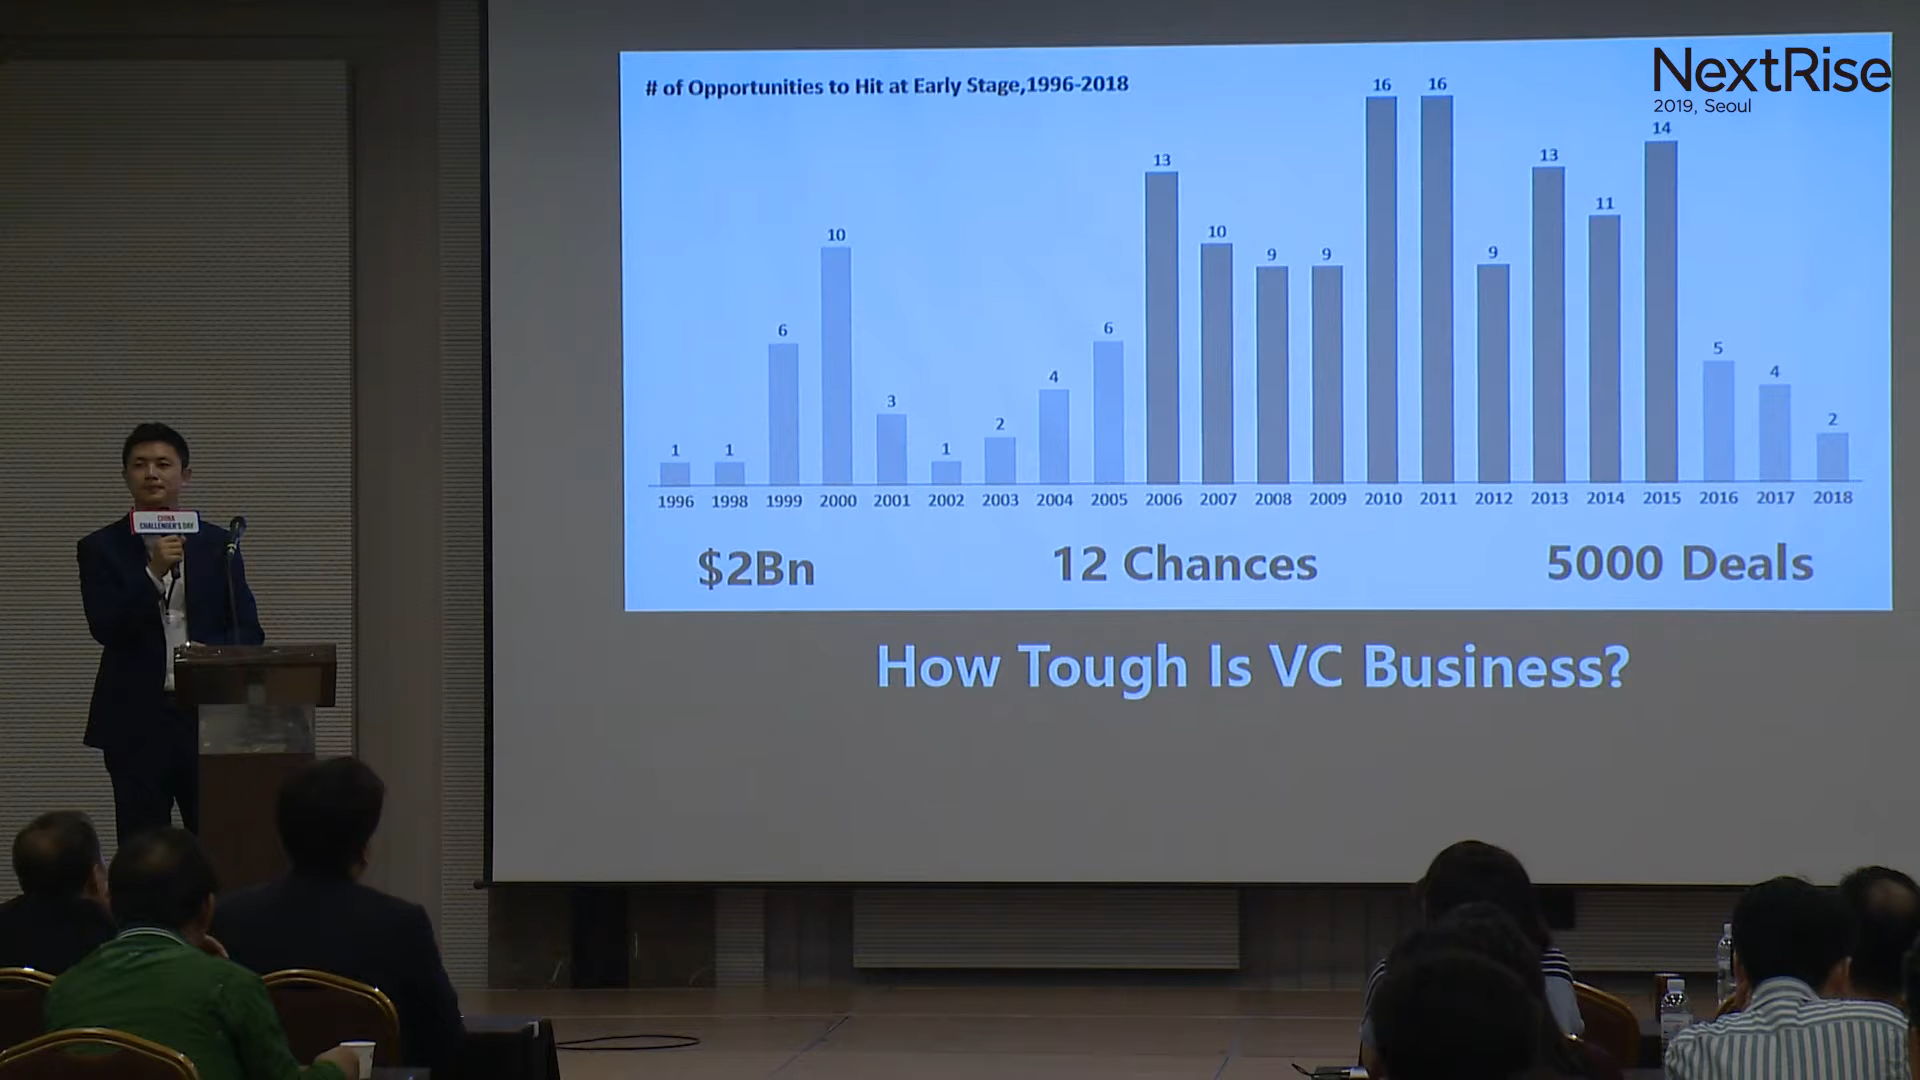 NextRise
2019, Seoul
# of Opportunities to Hit at Early Stage,1996-2018
1 1 6 10 3 1 2 4 6 13 10 9 9 16 16 9 13 11 14 5 4 2
1996 1998 1999 2000 2001 2002 2003 2004 2005 2006 2007 2008 2009 2010 2011 2012 2013 2014 2015 2016 2017 2018
$2Bn 12 Chances 5000 Deals
How Tough Is VC Business?
CHINA
CHALLENGER'S DAY